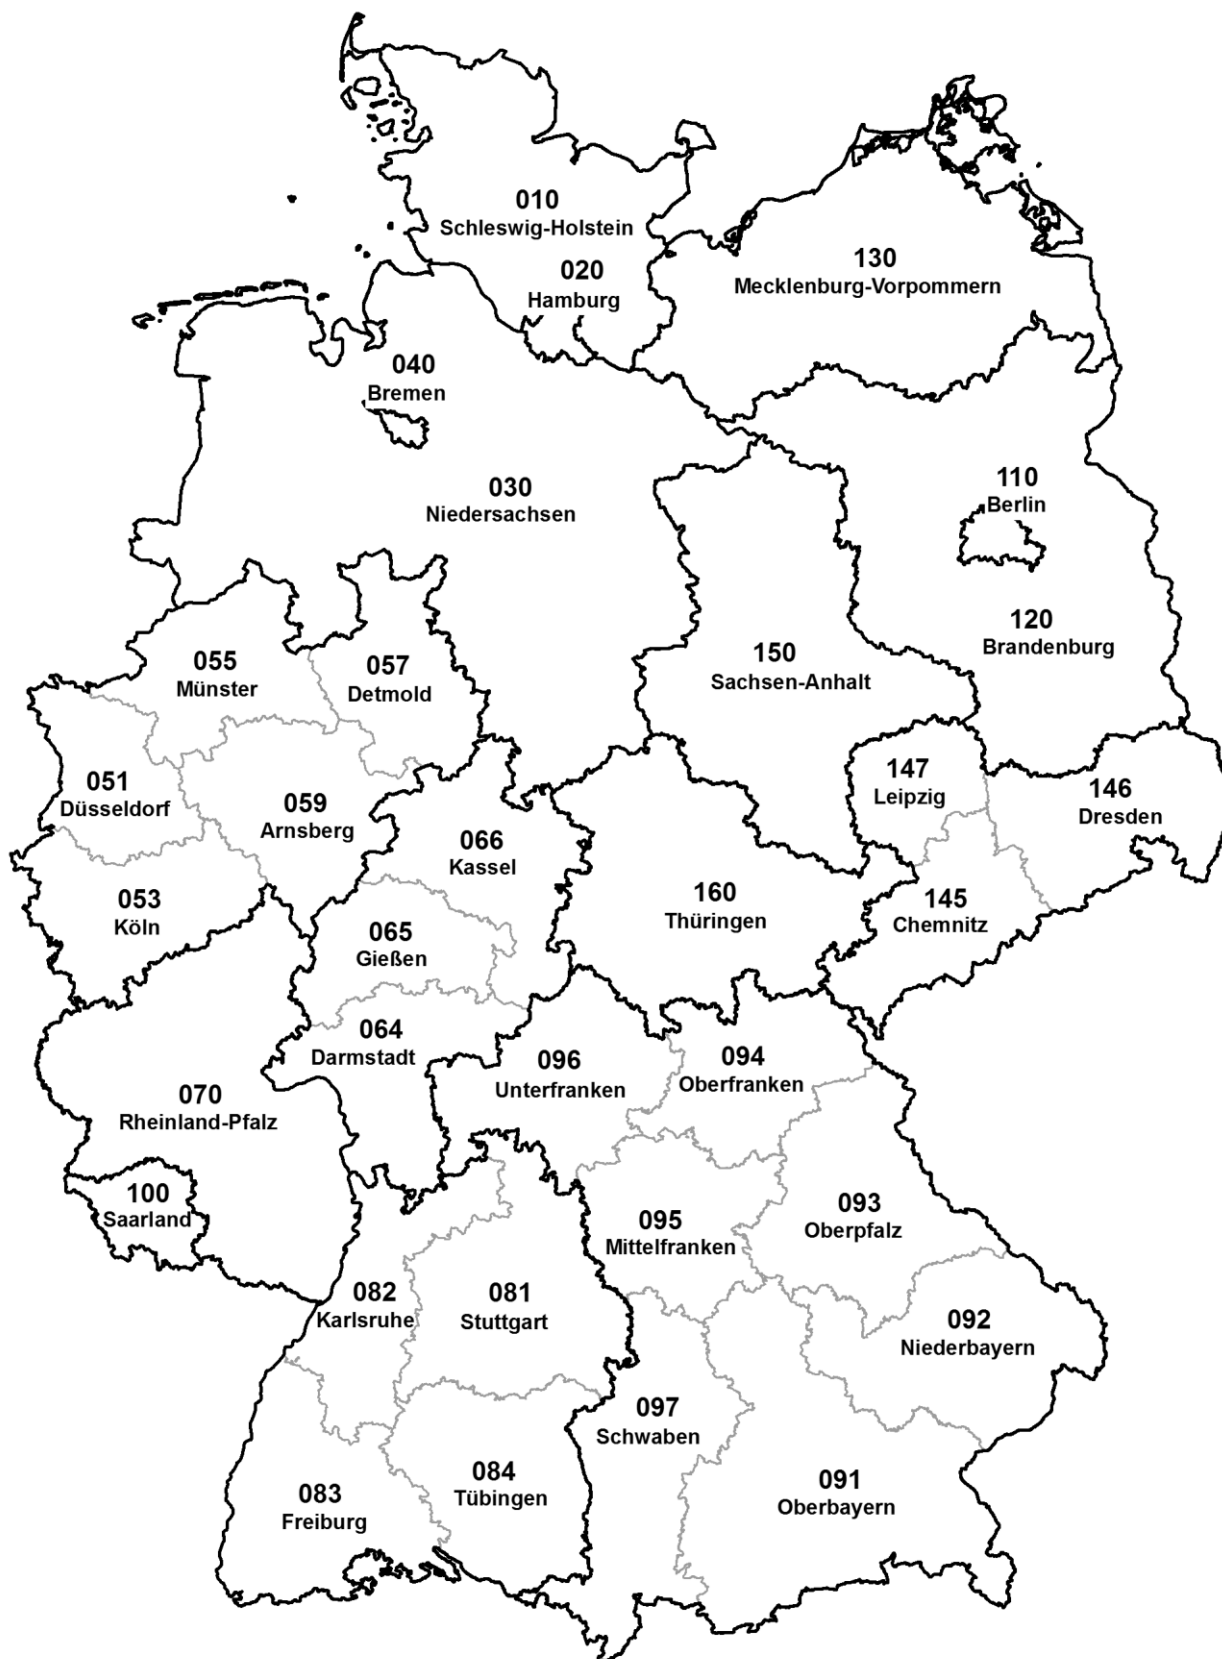 010
Schleswig-Holstein
020
Hamburg
130
Mecklenburg-Vorpommern
040
Bremen
030
Niedersachsen
110
Berlin
120
Brandenburg
055
Münster
057
Detmold
150
Sachsen-Anhalt
051
Düsseldorf
059
Arnsberg
147
Leipzig
146
Dresden
066
Kassel
053
Köln
160
Thüringen
145
Chemnitz
065
Gießen
064
Darmstadt
096
Unterfranken
094
Oberfranken
070
Rheinland-Pfalz
100
Saarland
095
Mittelfranken
093
Oberpfalz
082
Karlsruhe
081
Stuttgart
092
Niederbayern
097
Schwaben
083
Freiburg
084
Tübingen
091
Oberbayern